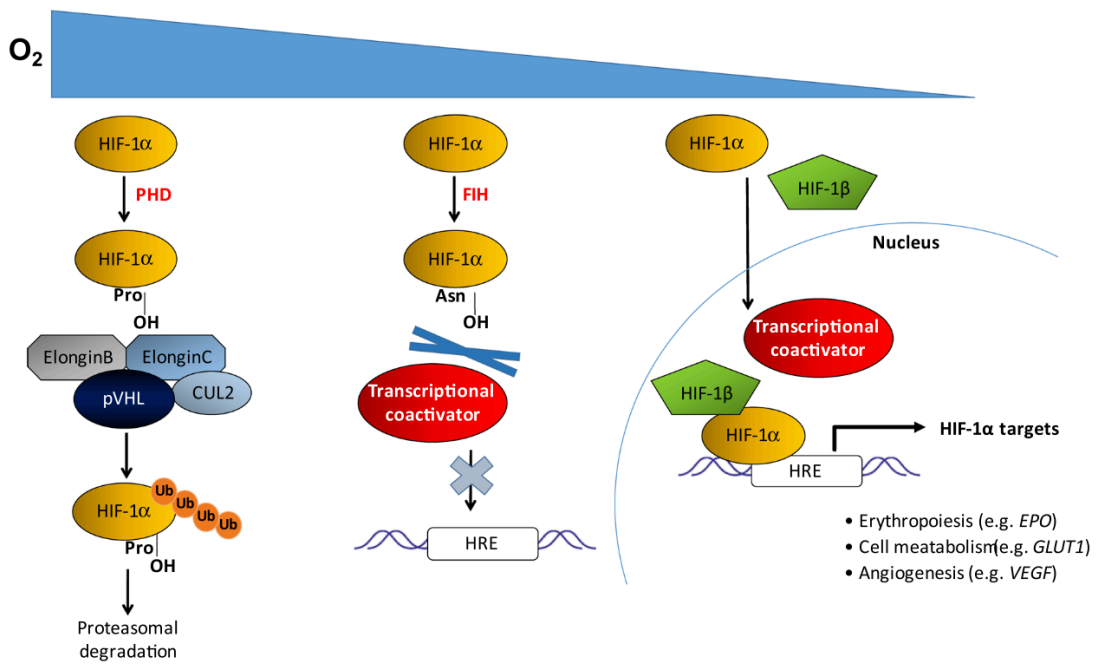 O2
HIF-1α
PHD
HIF-1α
Pro
OH
ElonginB
ElonginC
pVHL
CUL2
HIF-1α
Ub
Ub
Ub
Ub
Pro
OH
Proteasomal
degradation
HIF-1α
FIH
HIF-1α
Asn
OH
Transcriptional
coactivator
HRE
HIF-1α
HIF-1β
Nucleus
Transcriptional
coactivator
HIF-1β
HIF-1α
HRE
HIF-1α targets
• Erythropoiesis (e.g. EPO)
• Cell meatabolism(e.g. GLUT1)
• Angiogenesis (e.g. VEGF)